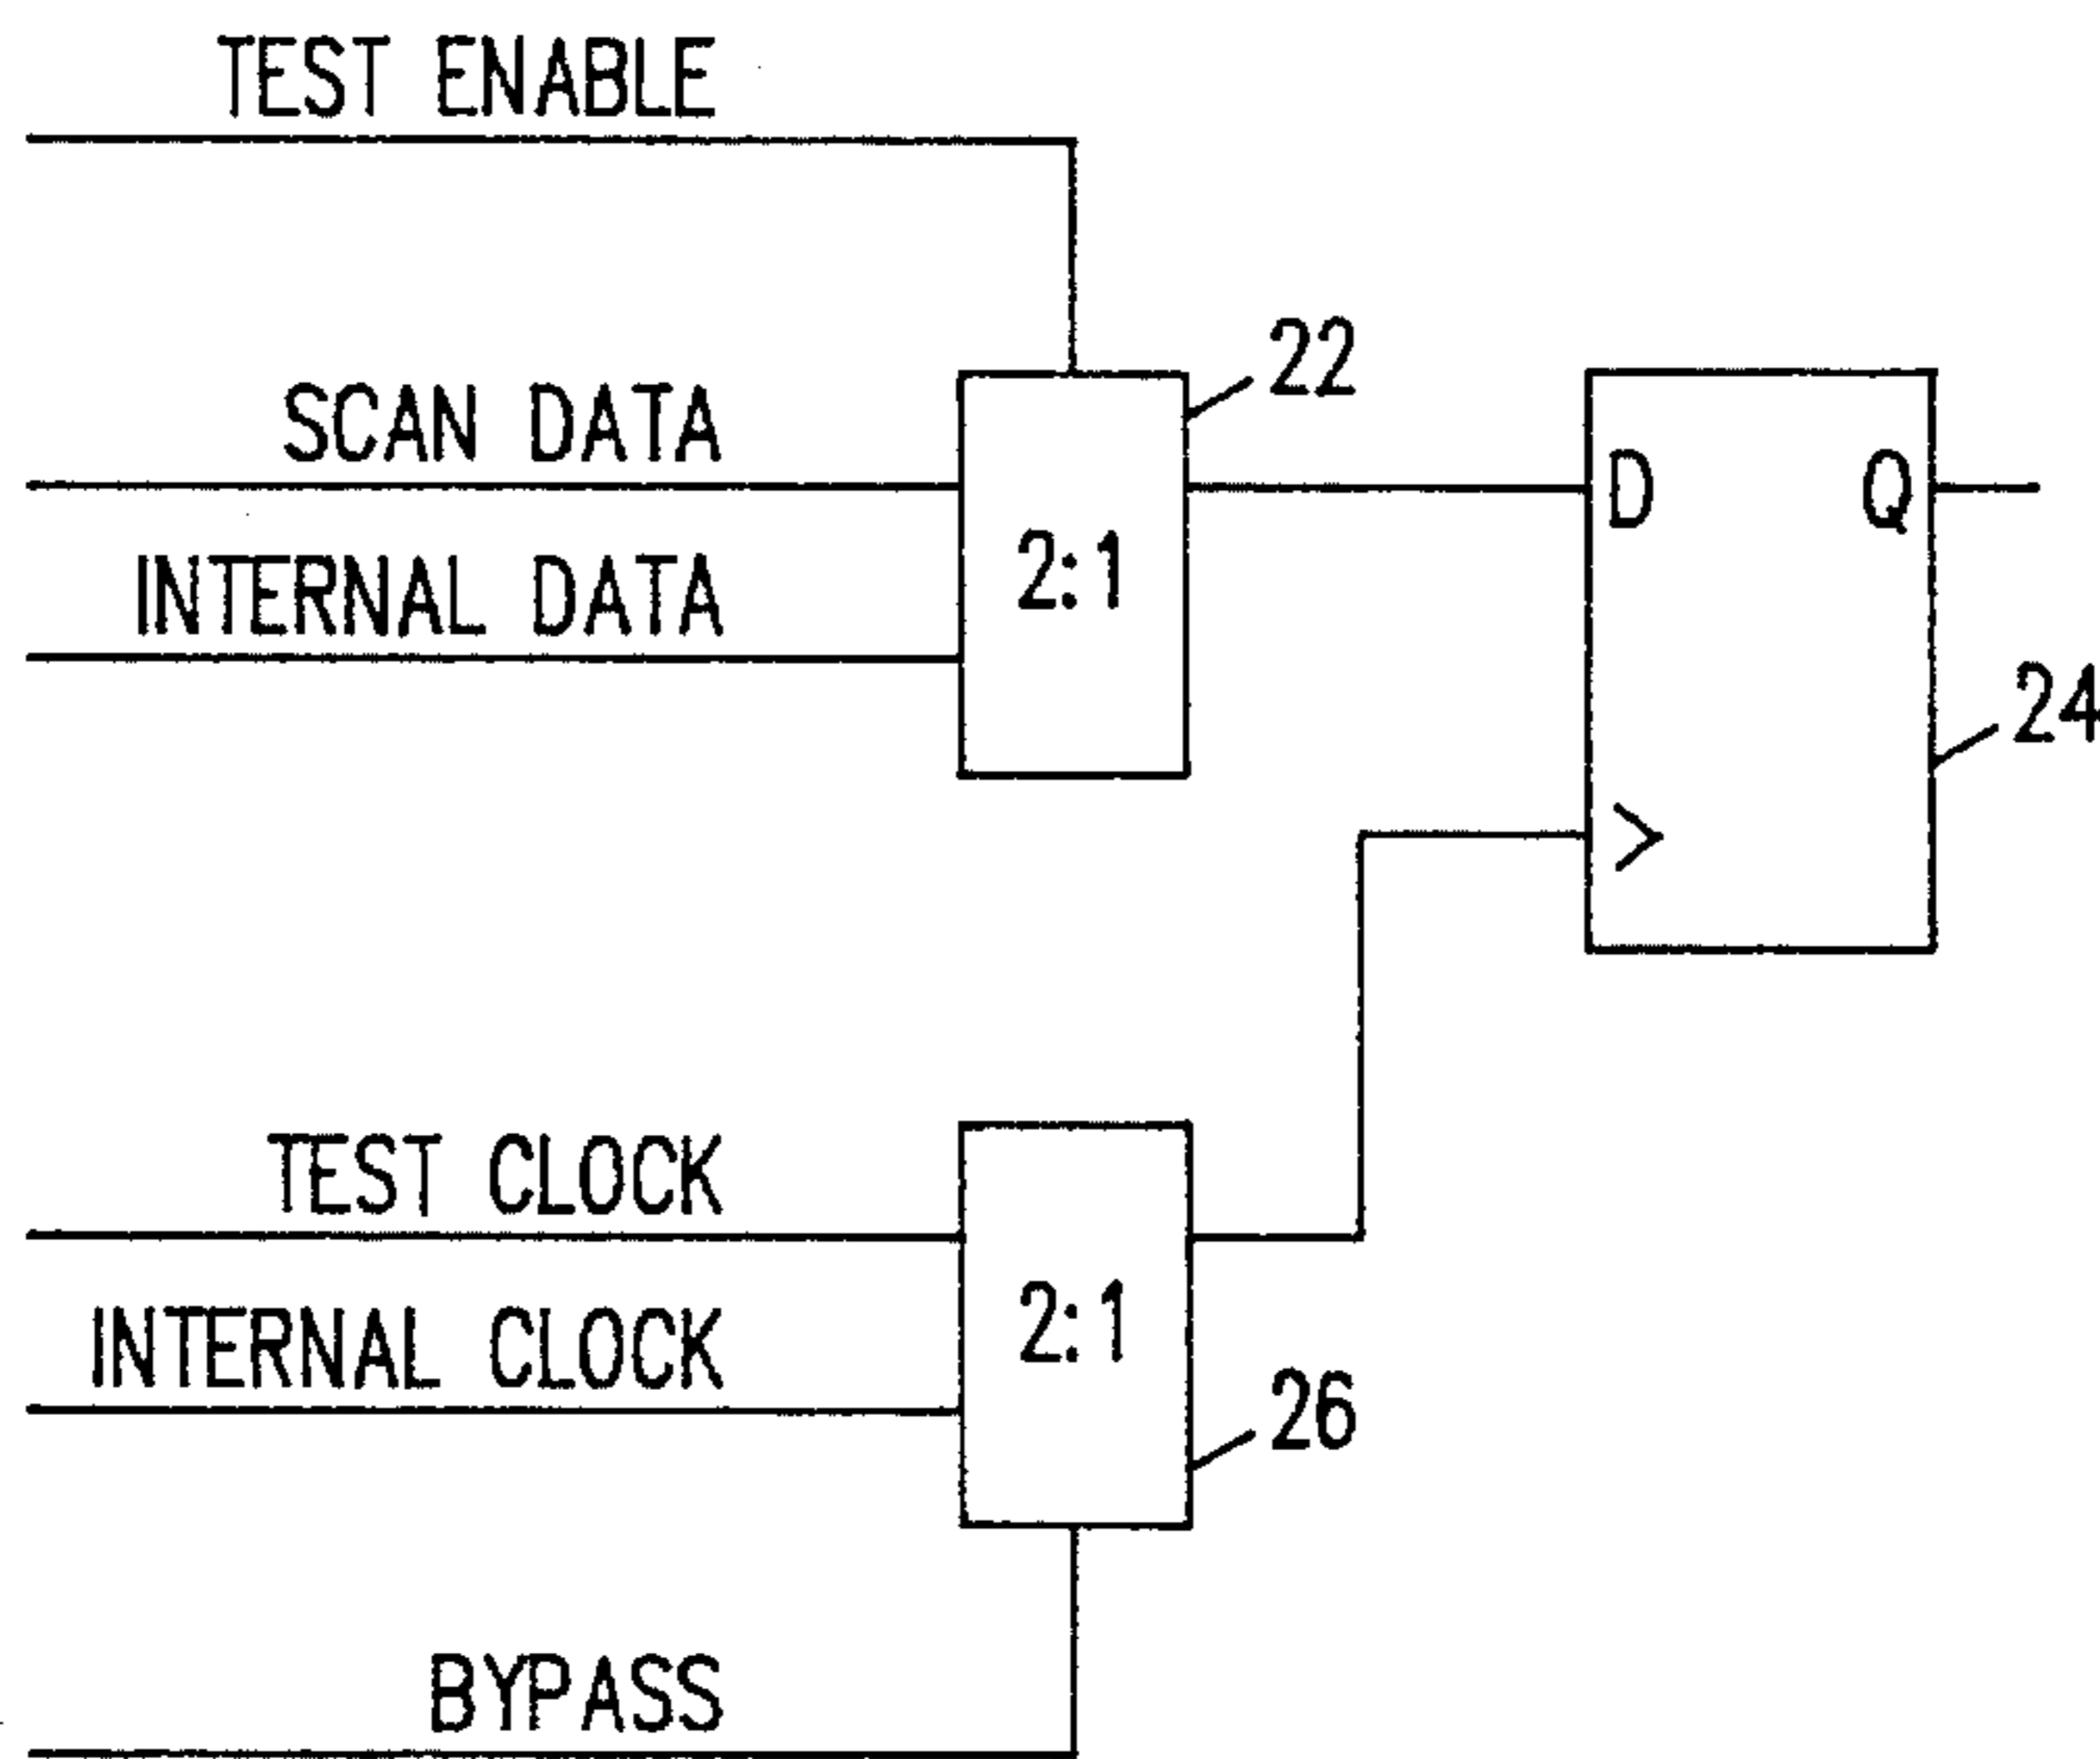 TEST ENABLE
22
SCAN DATA
D Q
2:1
INTERNAL DATA
24
>
TEST CLOCK
2:1
INTERNAL CLOCK
26
BYPASS